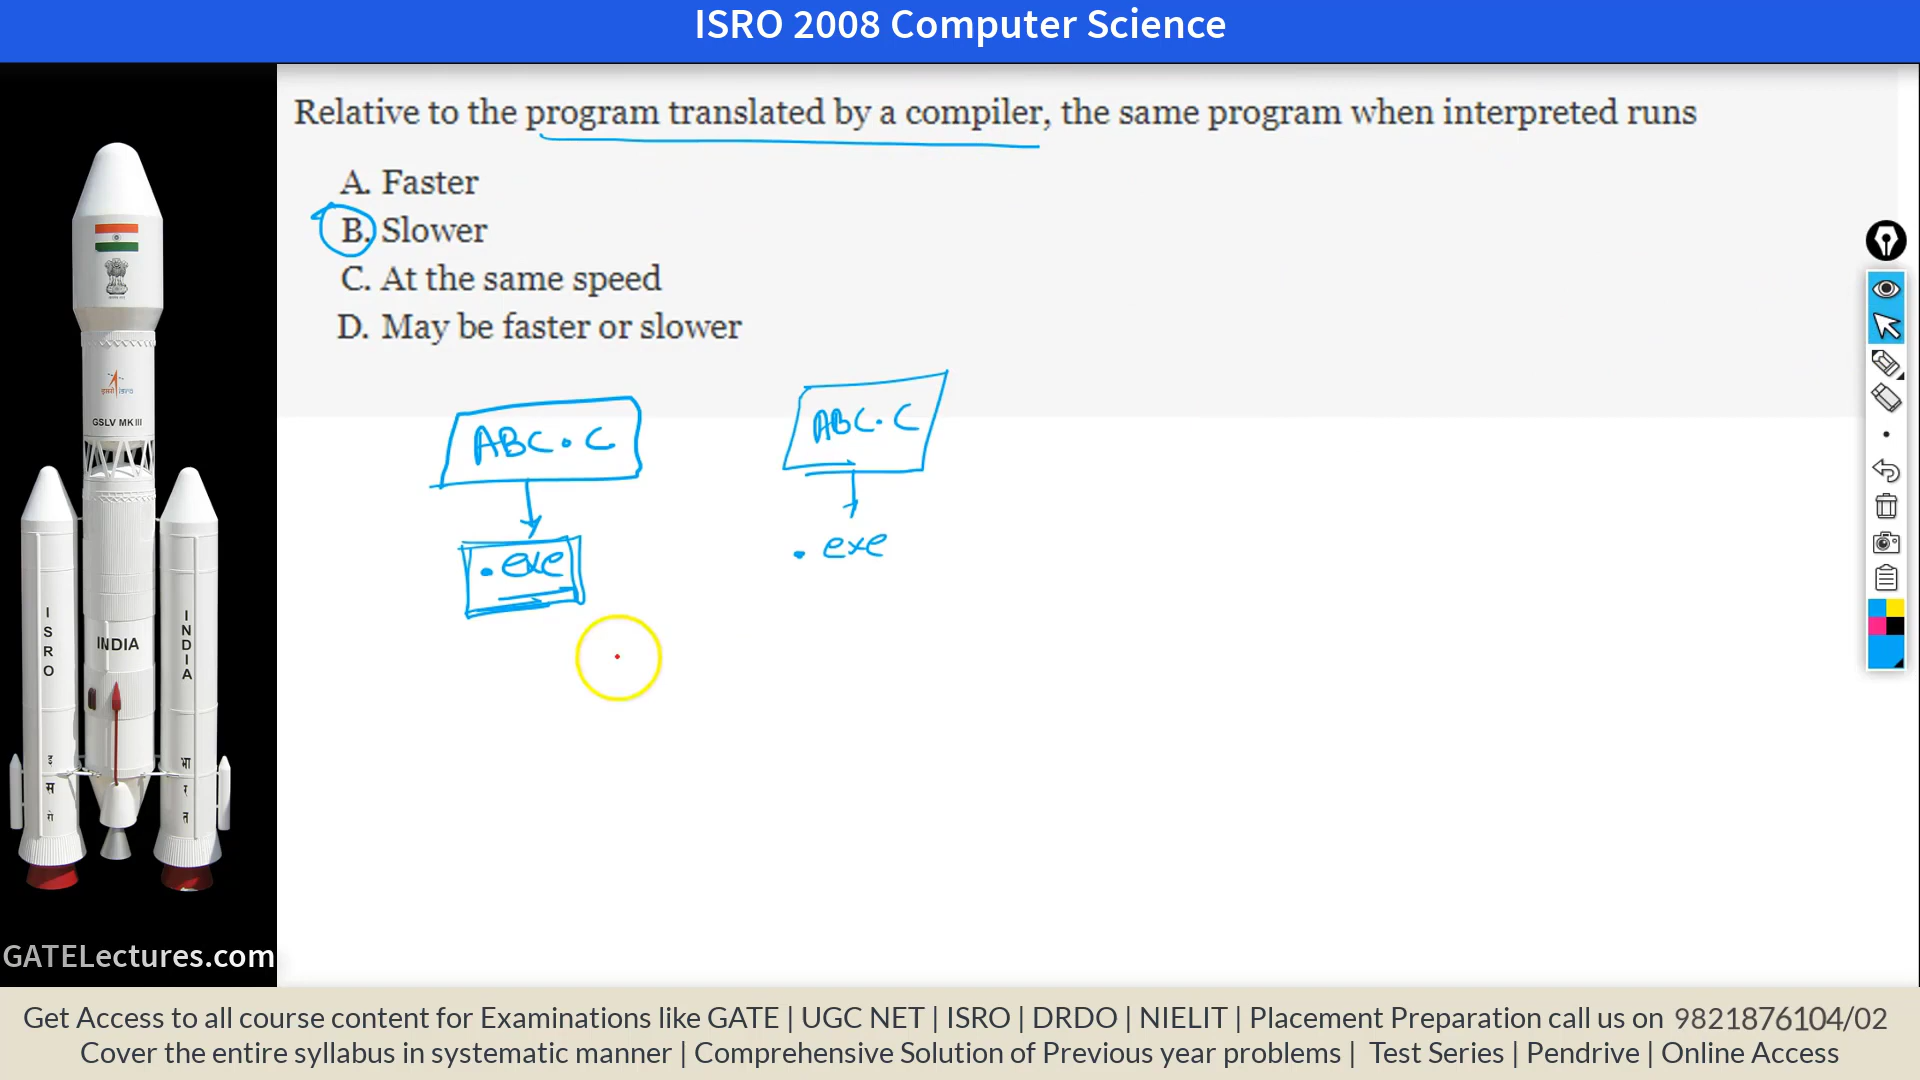 ISRO 2008 Computer Science
Relative to the program translated by a compiler, the same program when interpreted runs
A. Faster
B. Slower
C. At the same speed
D. May be faster or slower
ABC.C
ABC.C
.exe
.exe
GSLV MKIII
INDIA
ISRO
INDIA
इसरो
भारत
GATELectures.com
Get Access to all course content for Examinations like GATE | UGC NET | ISRO | DRDO | NIELIT | Placement Preparation call us on 9821876104/02
Cover the entire syllabus in systematic manner | Comprehensive Solution of Previous year problems | Test Series | Pendrive | Online Access